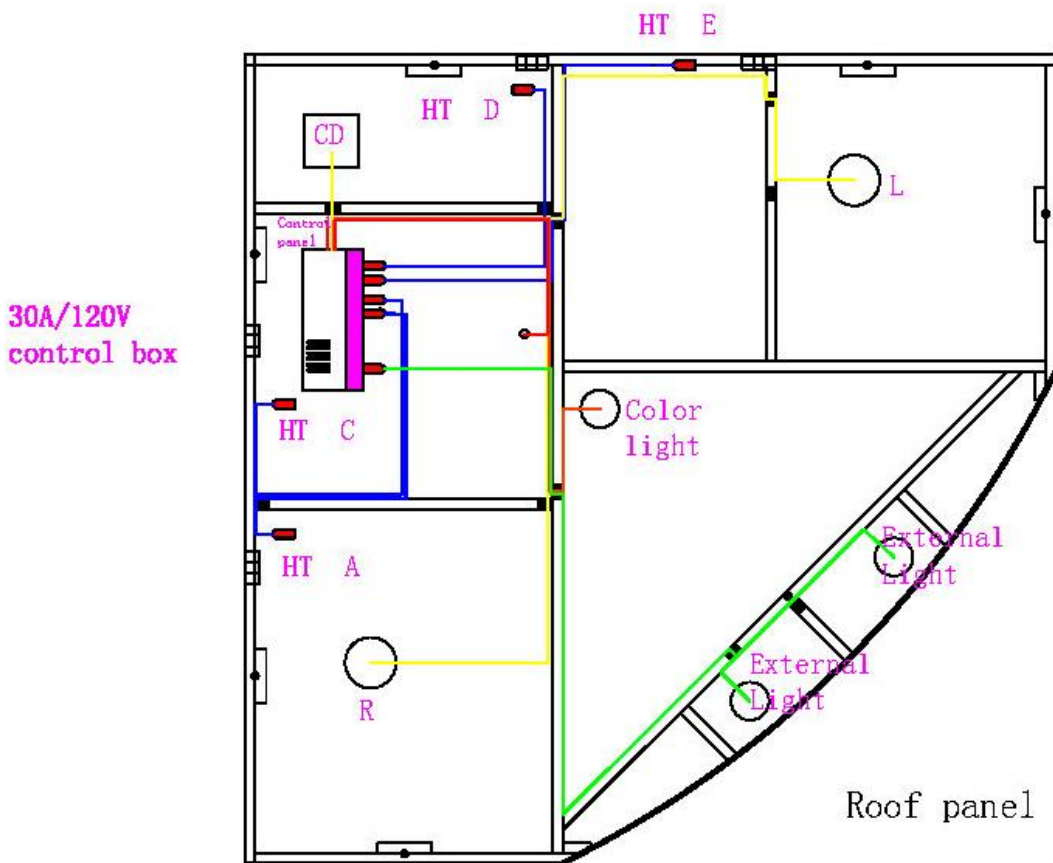 HT E
HT D
CD
L
Control
panel
30A/120V
control box
Color
light
HT C
External
Light
HT A
External
Light
R
Roof panel